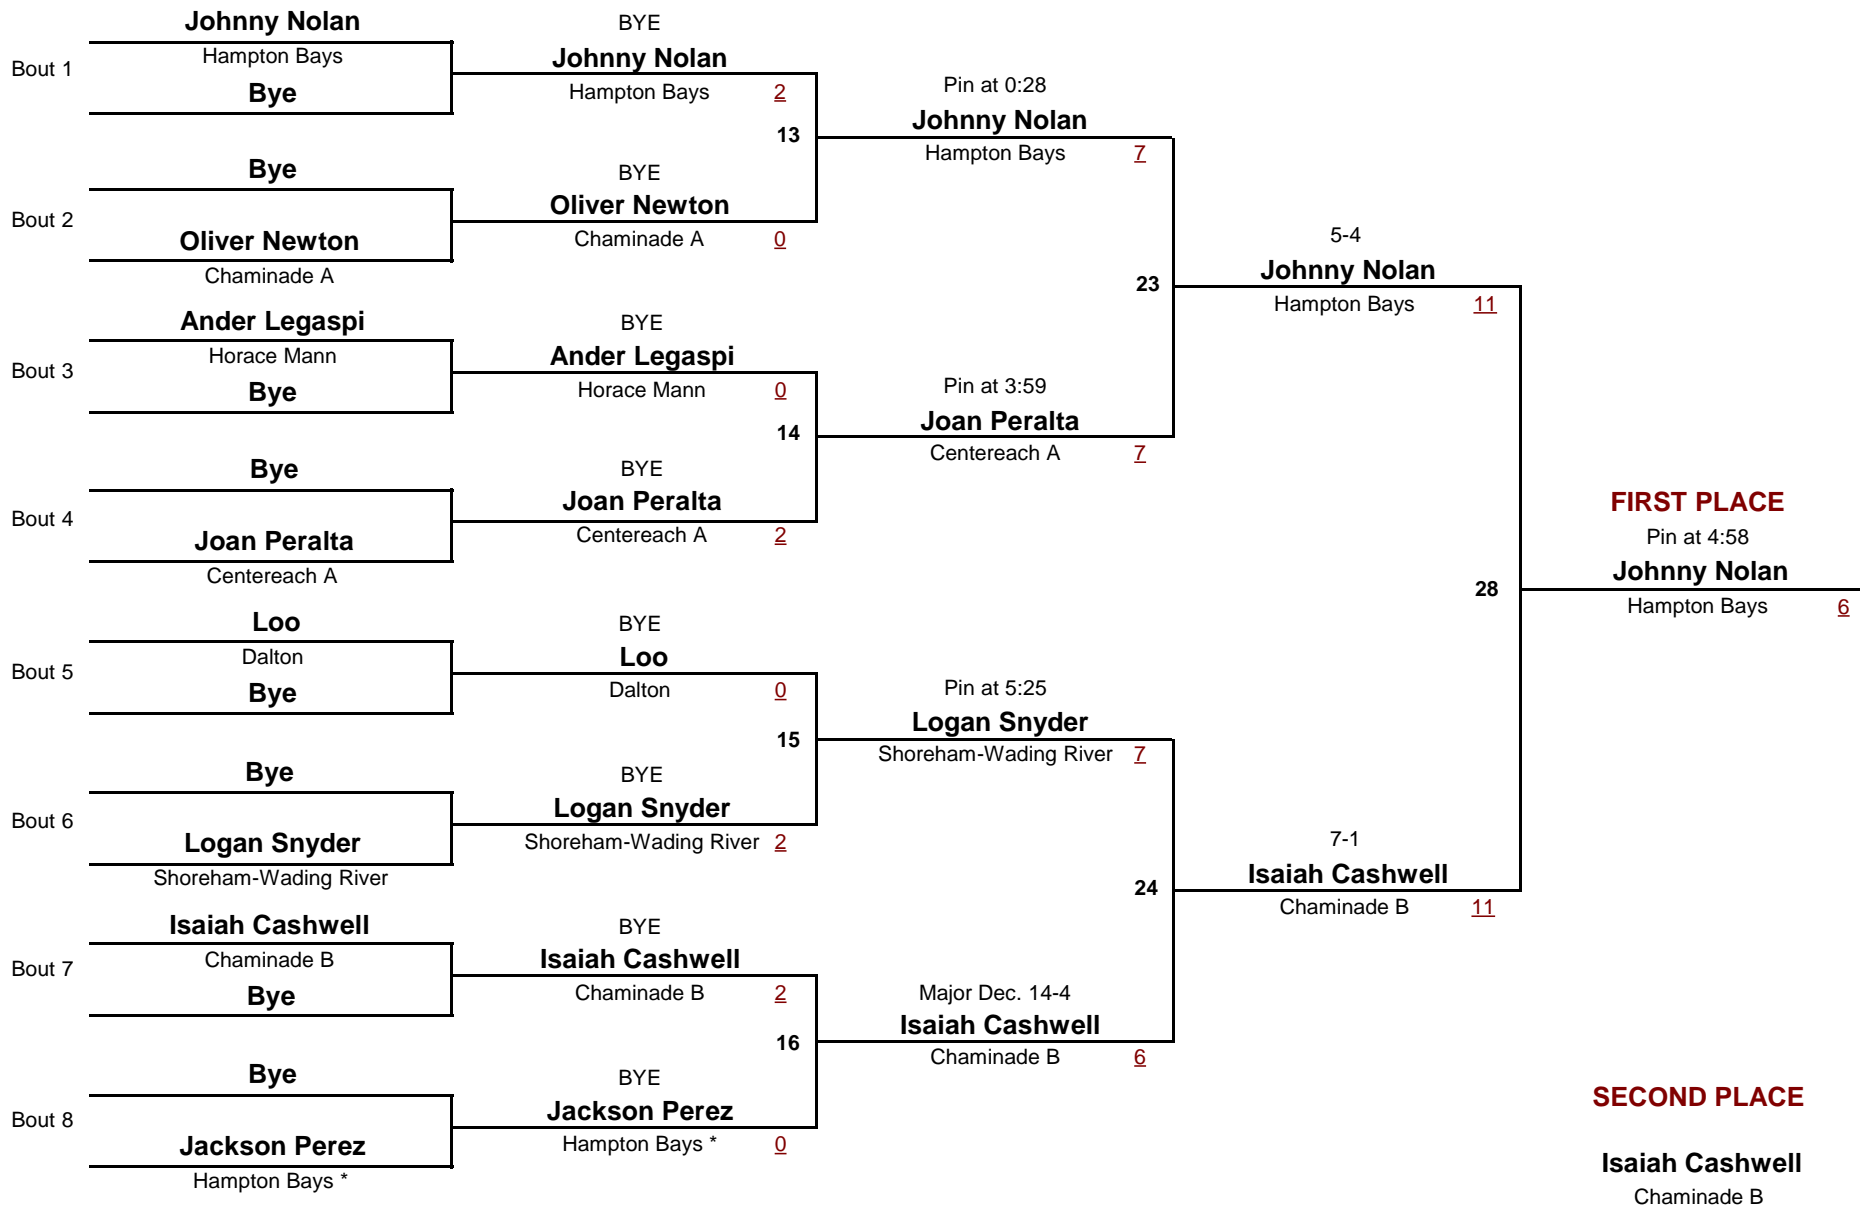 Johnny Nolan
Hampton Bays
Bout 1
Bye
Bye
Bout 2
Oliver Newton
Chaminade A
Ander Legaspi
Horace Mann
Bout 3
Bye
Bye
Bout 4
Joan Peralta
Centereach A
Loo
Dalton
Bout 5
Bye
Bye
Bout 6
Logan Snyder
Shoreham-Wading River
Isaiah Cashwell
Chaminade B
Bout 7
Bye
Bye
Bout 8
Jackson Perez
Hampton Bays *
BYE
Johnny Nolan
Hampton Bays 2
13
BYE
Oliver Newton
Chaminade A 0
BYE
Ander Legaspi
Horace Mann 0
14
BYE
Joan Peralta
Centereach A 2
BYE
Loo
Dalton 0
15
BYE
Logan Snyder
Shoreham-Wading River 2
BYE
Isaiah Cashwell
Chaminade B 2
16
BYE
Jackson Perez
Hampton Bays * 0
Pin at 0:28
Johnny Nolan
Hampton Bays 7
23
Pin at 3:59
Joan Peralta
Centereach A 7
Pin at 5:25
Logan Snyder
Shoreham-Wading River 7
24
Major Dec. 14-4
Isaiah Cashwell
Chaminade B 6
5-4
Johnny Nolan
Hampton Bays 11
28
7-1
Isaiah Cashwell
Chaminade B 11
FIRST PLACE
Pin at 4:58
Johnny Nolan
Hampton Bays 6
SECOND PLACE
Isaiah Cashwell
Chaminade B